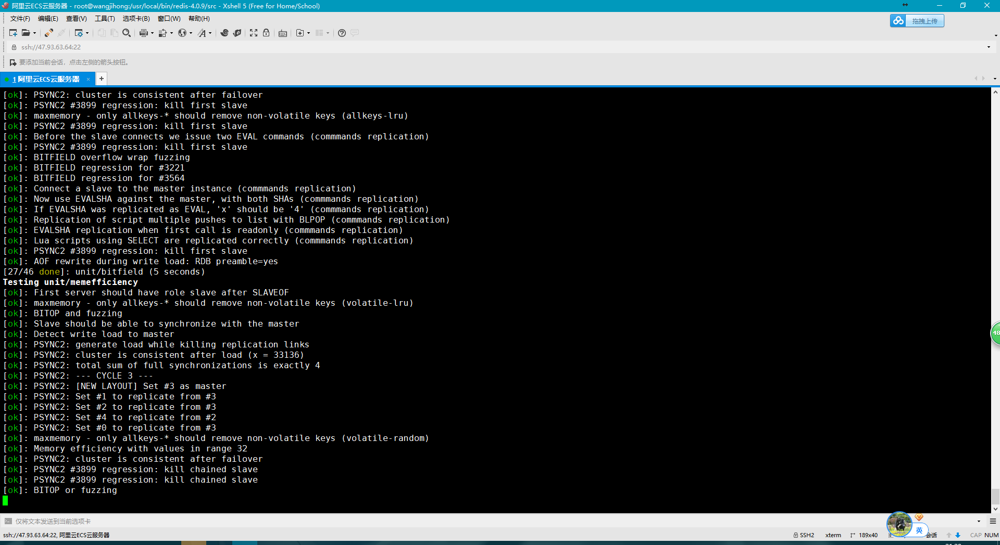 阿里云ECS云服务器 - root@wangjihong:/usr/local/bin/redis-4.0.9/src - Xshell 5 (Free for Home/School)
文件(F) 编辑(E) 查看(V) 工具(T) 选项卡(B) 窗口(W) 帮助(H)
拖拽上传
ssh://47.93.63.64:22
要添加当前会话，点击左侧的箭头按钮。
1 阿里云ECS云服务器 × +
[ok]: PSYNC2: cluster is consistent after failover
[ok]: PSYNC2 #3899 regression: kill first slave
[ok]: maxmemory - only allkeys-* should remove non-volatile keys (allkeys-lru)
[ok]: PSYNC2 #3899 regression: kill first slave
[ok]: Before the slave connects we issue two EVAL commands (commmands replication)
[ok]: PSYNC2 #3899 regression: kill first slave
[ok]: BITFIELD overflow wrap fuzzing
[ok]: BITFIELD regression for #3221
[ok]: BITFIELD regression for #3564
[ok]: Connect a slave to the master instance (commmands replication)
[ok]: Now use EVALSHA against the master, with both SHAs (commmands replication)
[ok]: If EVALSHA was replicated as EVAL, 'x' should be '4' (commmands replication)
[ok]: Replication of script multiple pushes to list with BLPOP (commmands replication)
[ok]: EVALSHA replication when first call is readonly (commmands replication)
[ok]: Lua scripts using SELECT are replicated correctly (commmands replication)
[ok]: PSYNC2 #3899 regression: kill first slave
[ok]: AOF rewrite during write load: RDB preamble=yes
[27/46 done]: unit/bitfield (5 seconds)
Testing unit/memefficiency
[ok]: First server should have role slave after SLAVEOF
[ok]: maxmemory - only allkeys-* should remove non-volatile keys (volatile-lru)
[ok]: BITOP and fuzzing
[ok]: Slave should be able to synchronize with the master
[ok]: Detect write load to master
[ok]: PSYNC2: generate load while killing replication links
[ok]: PSYNC2: cluster is consistent after load (x = 33136)
[ok]: PSYNC2: total sum of full synchronizations is exactly 4
[ok]: PSYNC2: --- CYCLE 3 ---
[ok]: PSYNC2: [NEW LAYOUT] Set #3 as master
[ok]: PSYNC2: Set #1 to replicate from #3
[ok]: PSYNC2: Set #2 to replicate from #3
[ok]: PSYNC2: Set #4 to replicate from #2
[ok]: PSYNC2: Set #0 to replicate from #3
[ok]: maxmemory - only allkeys-* should remove non-volatile keys (volatile-random)
[ok]: Memory efficiency with values in range 32
[ok]: PSYNC2: cluster is consistent after failover
[ok]: PSYNC2 #3899 regression: kill chained slave
[ok]: PSYNC2 #3899 regression: kill chained slave
[ok]: BITOP or fuzzing
48
仅将文本发送到当前选项卡
英
ssh://47.93.63.64:22, 阿里云ECS云服务器 SSH2 xterm 189x40 会话 CAP NUM